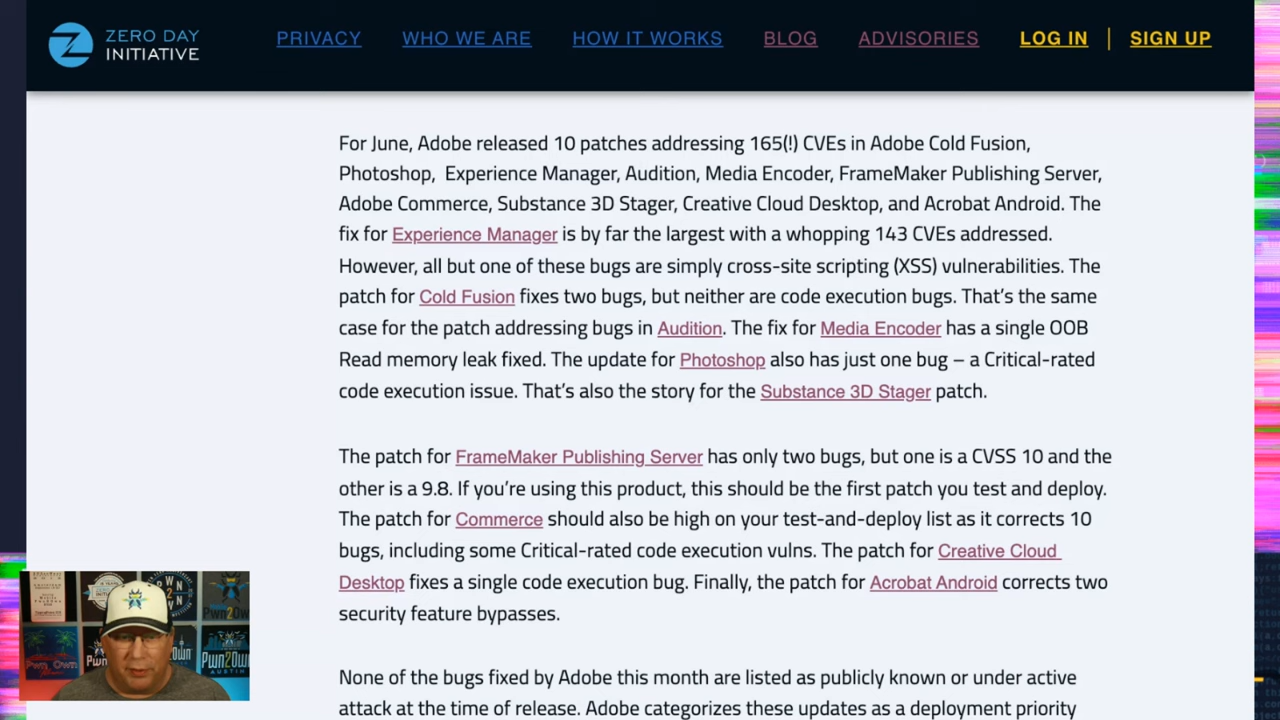 ZERO DAY
INITIATIVE
PRIVACY WHO WE ARE HOW IT WORKS BLOG ADVISORIES LOG IN | SIGN UP
For June, Adobe released 10 patches addressing 165(!) CVEs in Adobe Cold Fusion,
Photoshop,  Experience Manager, Audition, Media Encoder, FrameMaker Publishing Server,
Adobe Commerce, Substance 3D Stager, Creative Cloud Desktop, and Acrobat Android. The
fix for Experience Manager is by far the largest with a whopping 143 CVEs addressed.
However, all but one of these bugs are simply cross-site scripting (XSS) vulnerabilities. The
patch for Cold Fusion fixes two bugs, but neither are code execution bugs. That’s the same
case for the patch addressing bugs in Audition. The fix for Media Encoder has a single OOB
Read memory leak fixed. The update for Photoshop also has just one bug – a Critical-rated
code execution issue. That’s also the story for the Substance 3D Stager patch.
The patch for FrameMaker Publishing Server has only two bugs, but one is a CVSS 10 and the
other is a 9.8. If you’re using this product, this should be the first patch you test and deploy.
The patch for Commerce should also be high on your test-and-deploy list as it corrects 10
bugs, including some Critical-rated code execution vulns. The patch for Creative Cloud
Desktop fixes a single code execution bug. Finally, the patch for Acrobat Android corrects two
security feature bypasses.
None of the bugs fixed by Adobe this month are listed as publicly known or under active
attack at the time of release. Adobe categorizes these updates as a deployment priority
Pwn2Own
Pwn Own
Pwn2Own
AUSTIN